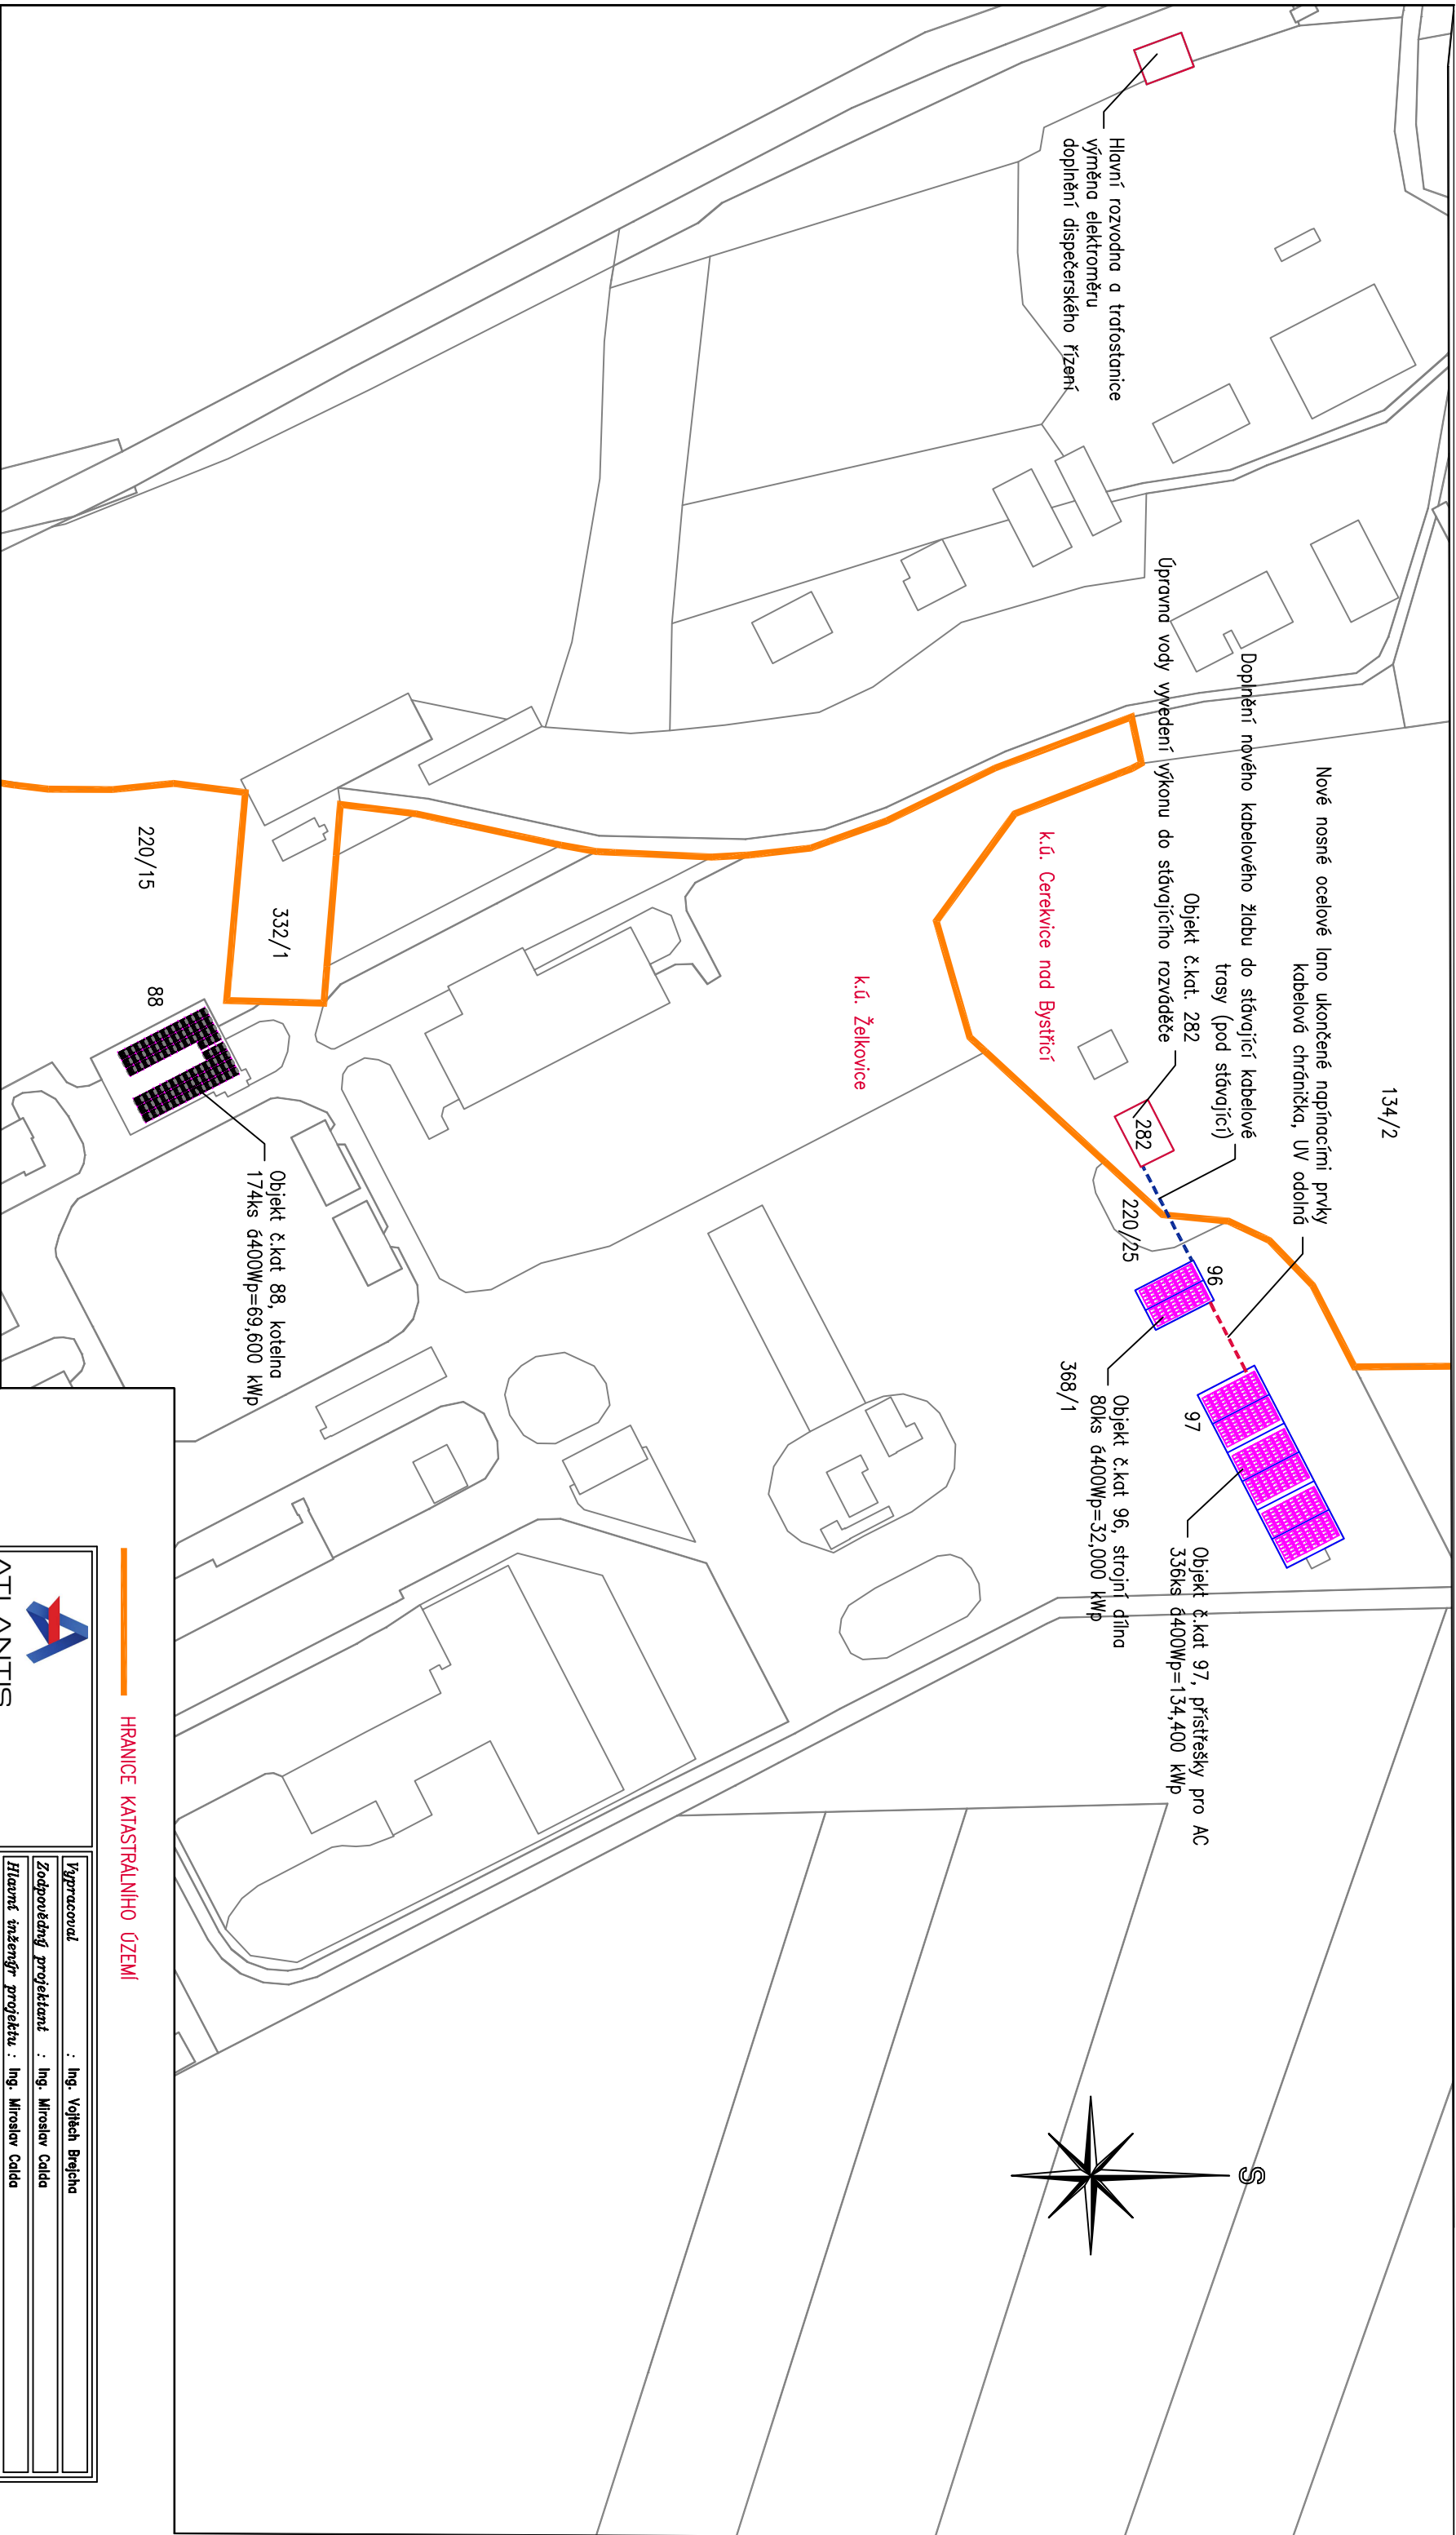 134/2
Nové nosné ocelové lano ukončené napínacími prvky
kabelová chránička, UV odolná
Doplnění nového kabelového žlabu do stávající kabelové
trasy (pod stávající)
Objekt č.kat. 282
Úpravna vody vyvedení výkonu do stávajícího rozváděče
Hlavní rozvodna a trafostanice
výměna elektroměru
doplnění dispečerského řízení
282
220/25
96
97
Objekt č.kat 97, přístřešky pro AC
336ks á400Wp=134,400 kWp
Objekt č.kat 96, strojní dílna
80ks á400Wp=32,000 kWp
368/1
k.ú. Cerekvice nad Bystřicí
k.ú. Želkovice
S
332/1
220/15
88
Objekt č.kat 88, kotelna
174ks á400Wp=69,600 kWp
HRANICE KATASTRÁLNÍHO ÚZEMÍ
ATLANTIS
Vypracoval : Ing. Vojtěch Brejcha
Zodpovědný projektant : Ing. Miroslav Calda
Hlavní inženýr projektu : Ing. Miroslav Calda